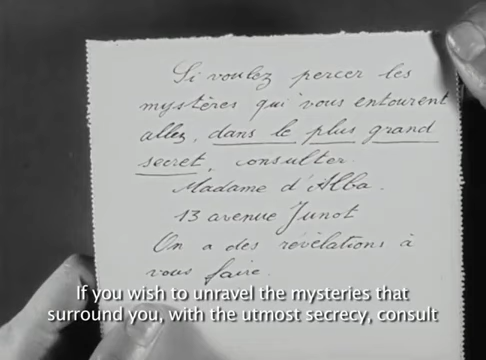 Si voulez percer les
mystères qui vous entourent
allez, dans le plus grand
secret, consulter
Madame d'Alba.
13 avenue Junot
On a des révélations à
vous faire.
If you wish to unravel the mysteries that
surround you, with the utmost secrecy, consult